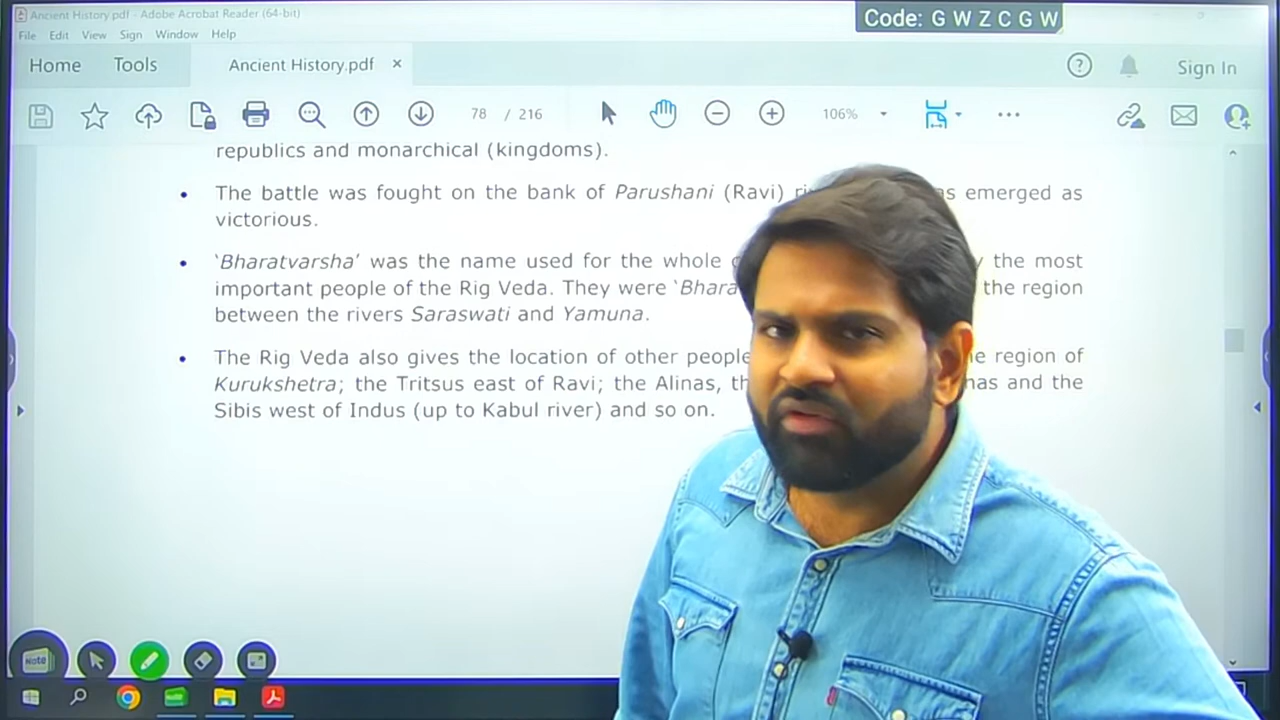 Ancient History.pdf - Adobe Acrobat Reader (64-bit)
Code: G W Z C G W
File Edit View Sign Window Help
Home Tools Ancient History.pdf × Sign In
78 / 216 106%
republics and monarchical (kingdoms).
• The battle was fought on the bank of Parushani (Ravi) emerged as
victorious.
• ‘Bharatvarsha’ was the name used for the whole the most
important people of the Rig Veda. They were the region
between the rivers Saraswati and Yamuna.
• The Rig Veda also gives the location of other people region of
Kurukshetra; the Tritsus east of Ravi; the Alinas, and the
Sibis west of Indus (up to Kabul river) and so on.
Note